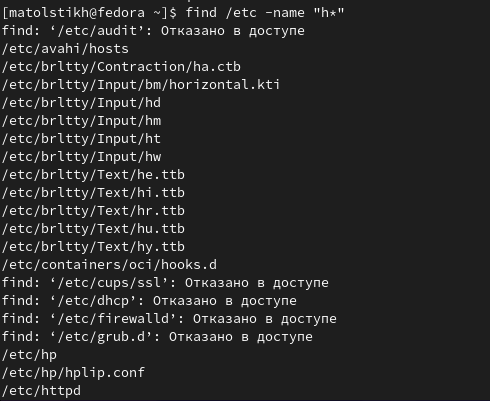 [matolstikh@fedora ~]$ find /etc -name "h*"
find: ‘/etc/audit’: Отказано в доступе
/etc/avahi/hosts
/etc/brltty/Contraction/ha.ctb
/etc/brltty/Input/bm/horizontal.kti
/etc/brltty/Input/hd
/etc/brltty/Input/hm
/etc/brltty/Input/ht
/etc/brltty/Input/hw
/etc/brltty/Text/he.ttb
/etc/brltty/Text/hi.ttb
/etc/brltty/Text/hr.ttb
/etc/brltty/Text/hu.ttb
/etc/brltty/Text/hy.ttb
/etc/containers/oci/hooks.d
find: ‘/etc/cups/ssl’: Отказано в доступе
find: ‘/etc/dhcp’: Отказано в доступе
find: ‘/etc/firewalld’: Отказано в доступе
find: ‘/etc/grub.d’: Отказано в доступе
/etc/hp
/etc/hp/hplip.conf
/etc/httpd